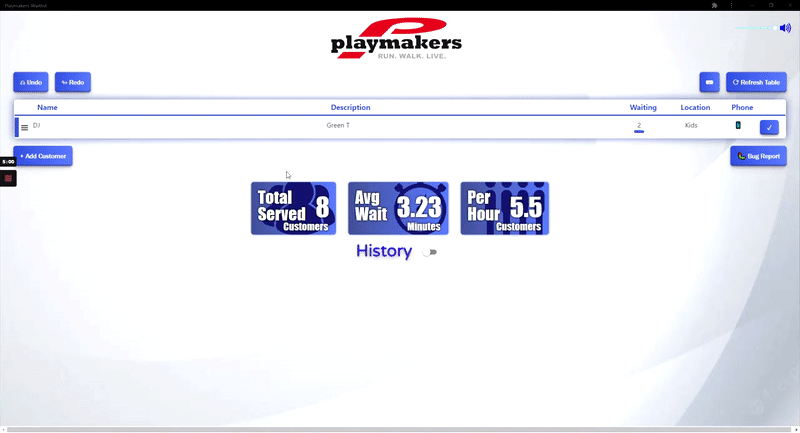 Playmakers Waitlist
playmakers
RUN. WALK. LIVE.
Undo
Redo
Refresh Table
Name Description Waiting Location Phone
DJ Green T 2 Kids
5:00
+ Add Customer
Bug Report
Total Served 8 Customers
Avg Wait 3.23 Minutes
Per Hour 5.5 Customers
History